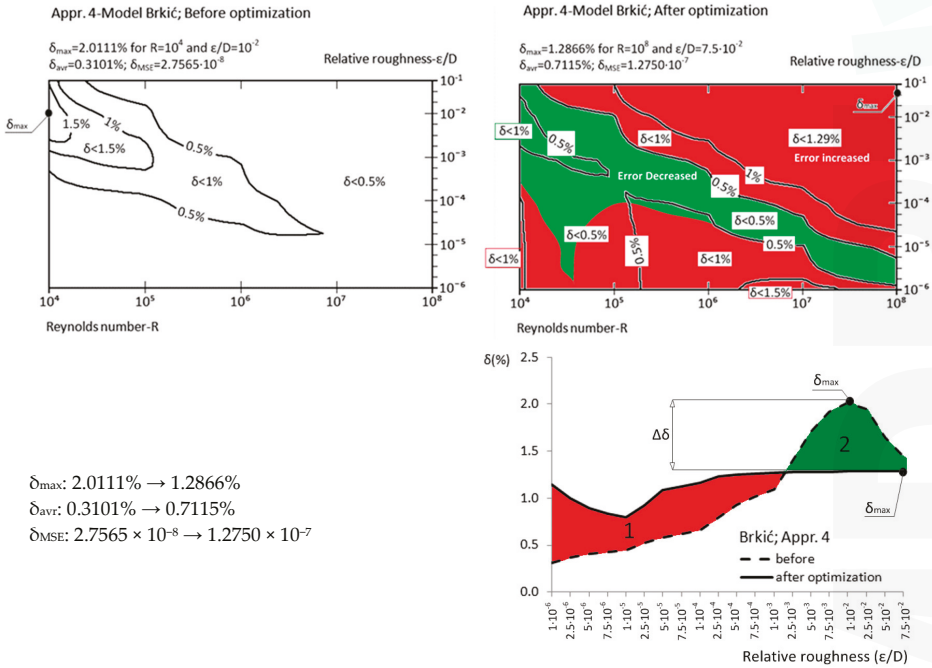 Appr. 4-Model Brkić; Before optimization
δmax=2.0111% for R=10⁴ and ε/D=10⁻²
δavr=0.3101%; δMSE=2.7565·10⁻⁸
Relative roughness-ε/D
δmax
1.5%
1%
δ<1.5%
0.5%
δ<1%
δ<0.5%
0.5%
10⁻¹
10⁻²
10⁻³
10⁻⁴
10⁻⁵
10⁻⁶
10⁴
10⁵
10⁶
10⁷
10⁸
Reynolds number-R
Appr. 4-Model Brkić; After optimization
δmax=1.2866% for R=10⁸ and ε/D=7.5·10⁻²
δavr=0.7115%; δMSE=1.2750·10⁻⁷
Relative roughness-ε/D
δmax
δ<1%
0.5%
δ<1%
δ<1.29%
Error increased
Error Decreased
0.5%
1%
δ<0.5%
δ<0.5%
0.5%
0.5%
δ<1%
δ<1%
δ<1.5%
10⁻¹
10⁻²
10⁻³
10⁻⁴
10⁻⁵
10⁻⁶
10⁴
10⁵
10⁶
10⁷
10⁸
Reynolds number-R
δmax: 2.0111% → 1.2866%
δavr: 0.3101% → 0.7115%
δMSE: 2.7565 × 10⁻⁸ → 1.2750 × 10⁻⁷
δ(%)
2.5
2.0
1.5
1.0
0.5
0.0
δmax
Δδ
2
1
δmax
Brkić; Appr. 4
before
after optimization
1·10⁻⁶
2.5·10⁻⁶
5·10⁻⁶
7.5·10⁻⁶
1·10⁻⁵
2.5·10⁻⁵
5·10⁻⁵
7.5·10⁻⁵
1·10⁻⁴
2.5·10⁻⁴
5·10⁻⁴
7.5·10⁻⁴
1·10⁻³
2.5·10⁻³
5·10⁻³
7.5·10⁻³
1·10⁻²
2.5·10⁻²
5·10⁻²
7.5·10⁻²
Relative roughness (ε/D)